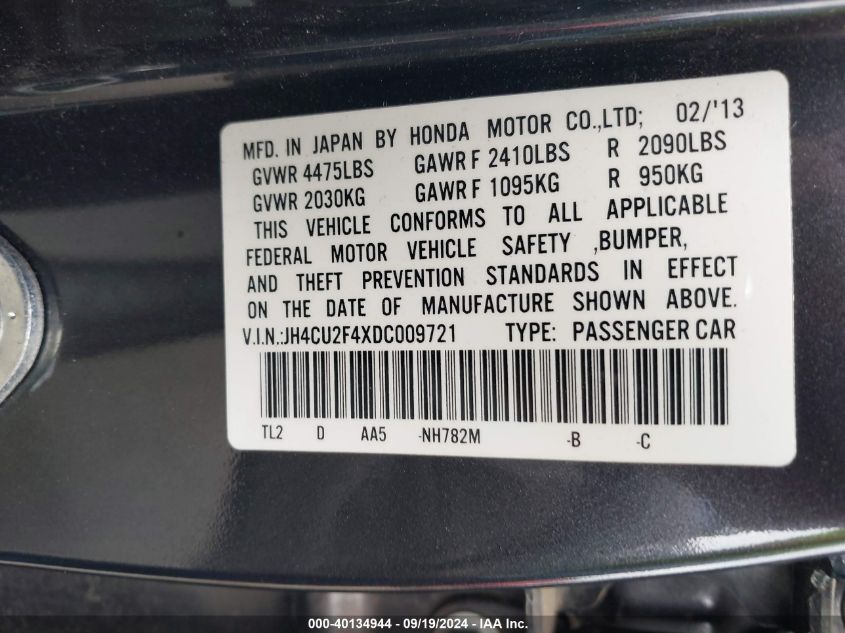 MFD. IN JAPAN BY HONDA MOTOR CO.,LTD; 02/'13
GVWR 4475LBS GAWR F 2410LBS R 2090LBS
GVWR 2030KG GAWR F 1095KG R 950KG
THIS VEHICLE CONFORMS TO ALL APPLICABLE
FEDERAL MOTOR VEHICLE SAFETY ,BUMPER,
AND THEFT PREVENTION STANDARDS IN EFFECT
ON THE DATE OF MANUFACTURE SHOWN ABOVE.
V.I.N.:JH4CU2F4XDC009721 TYPE: PASSENGER CAR
TL2 D AA5 -NH782M -B -C
000-40134944 - 09/19/2024 - IAA Inc.